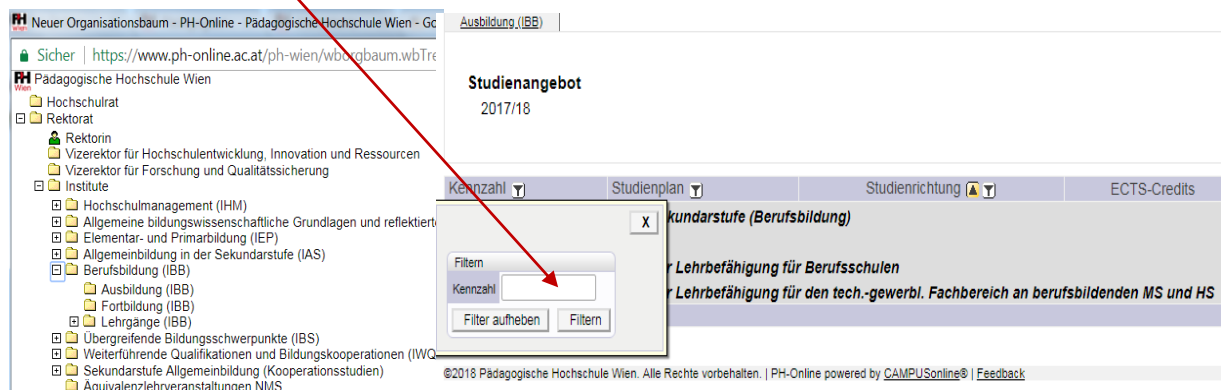 Neuer Organisationsbaum - PH-Online - Pädagogische Hochschule Wien - Go
Sicher | https://www.ph-online.ac.at/ph-wien/wborgbaum.wbTre
PH Wien Pädagogische Hochschule Wien
Hochschulrat
Rektorat
Rektorin
Vizerektor für Hochschulentwicklung, Innovation und Ressourcen
Vizerektor für Forschung und Qualitätssicherung
Institute
Hochschulmanagement (IHM)
Allgemeine bildungswissenschaftliche Grundlagen und reflektierte
Elementar- und Primarbildung (IEP)
Allgemeinbildung in der Sekundarstufe (IAS)
Berufsbildung (IBB)
Ausbildung (IBB)
Fortbildung (IBB)
Lehrgänge (IBB)
Übergreifende Bildungsschwerpunkte (IBS)
Weiterführende Qualifikationen und Bildungskooperationen (IWQ
Sekundarstufe Allgemeinbildung (Kooperationsstudien)
Äquivalenzlehrveranstaltungen NMS
Ausbildung (IBB)
Studienangebot
2017/18
Kennzahl Studienplan Studienrichtung ECTS-Credits
kundarstufe (Berufsbildung)
r Lehrbefähigung für Berufsschulen
r Lehrbefähigung für den tech.-gewerbl. Fachbereich an berufsbildenden MS und HS
X
Filtern
Kennzahl
Filter aufheben Filtern
©2018 Pädagogische Hochschule Wien. Alle Rechte vorbehalten. | PH-Online powered by CAMPUSonline® | Feedback